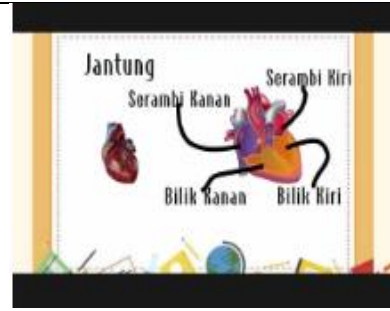 Jantung
Serambi Kiri
Serambi Kanan
Bilik Kanan
Bilik Kiri